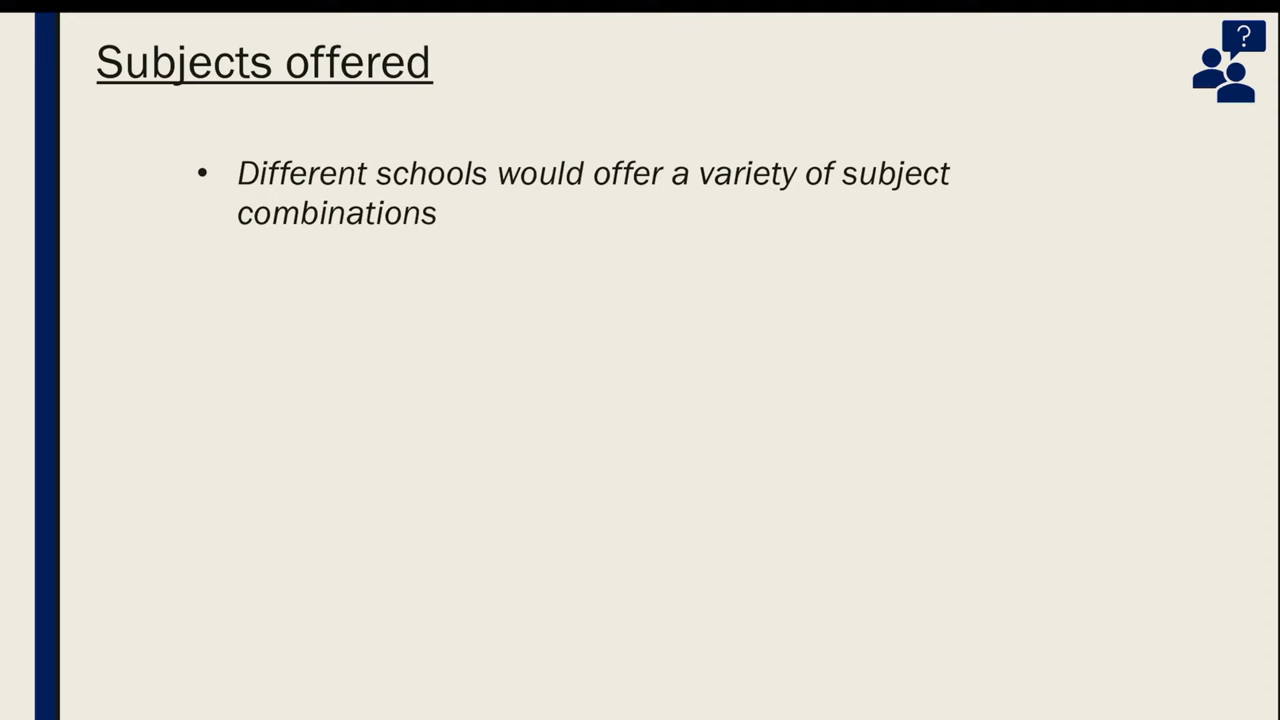 Subjects offered
?
• Different schools would offer a variety of subject
combinations